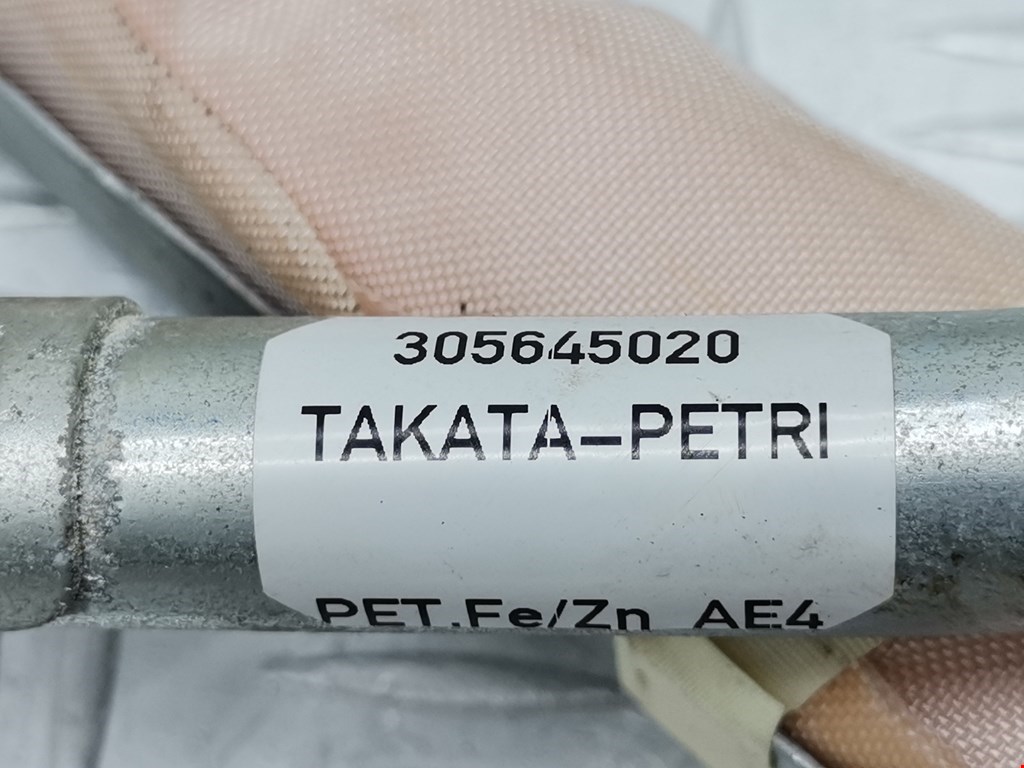 305645020
TAKATA-PETRI
PET.Fe/Zn AE4